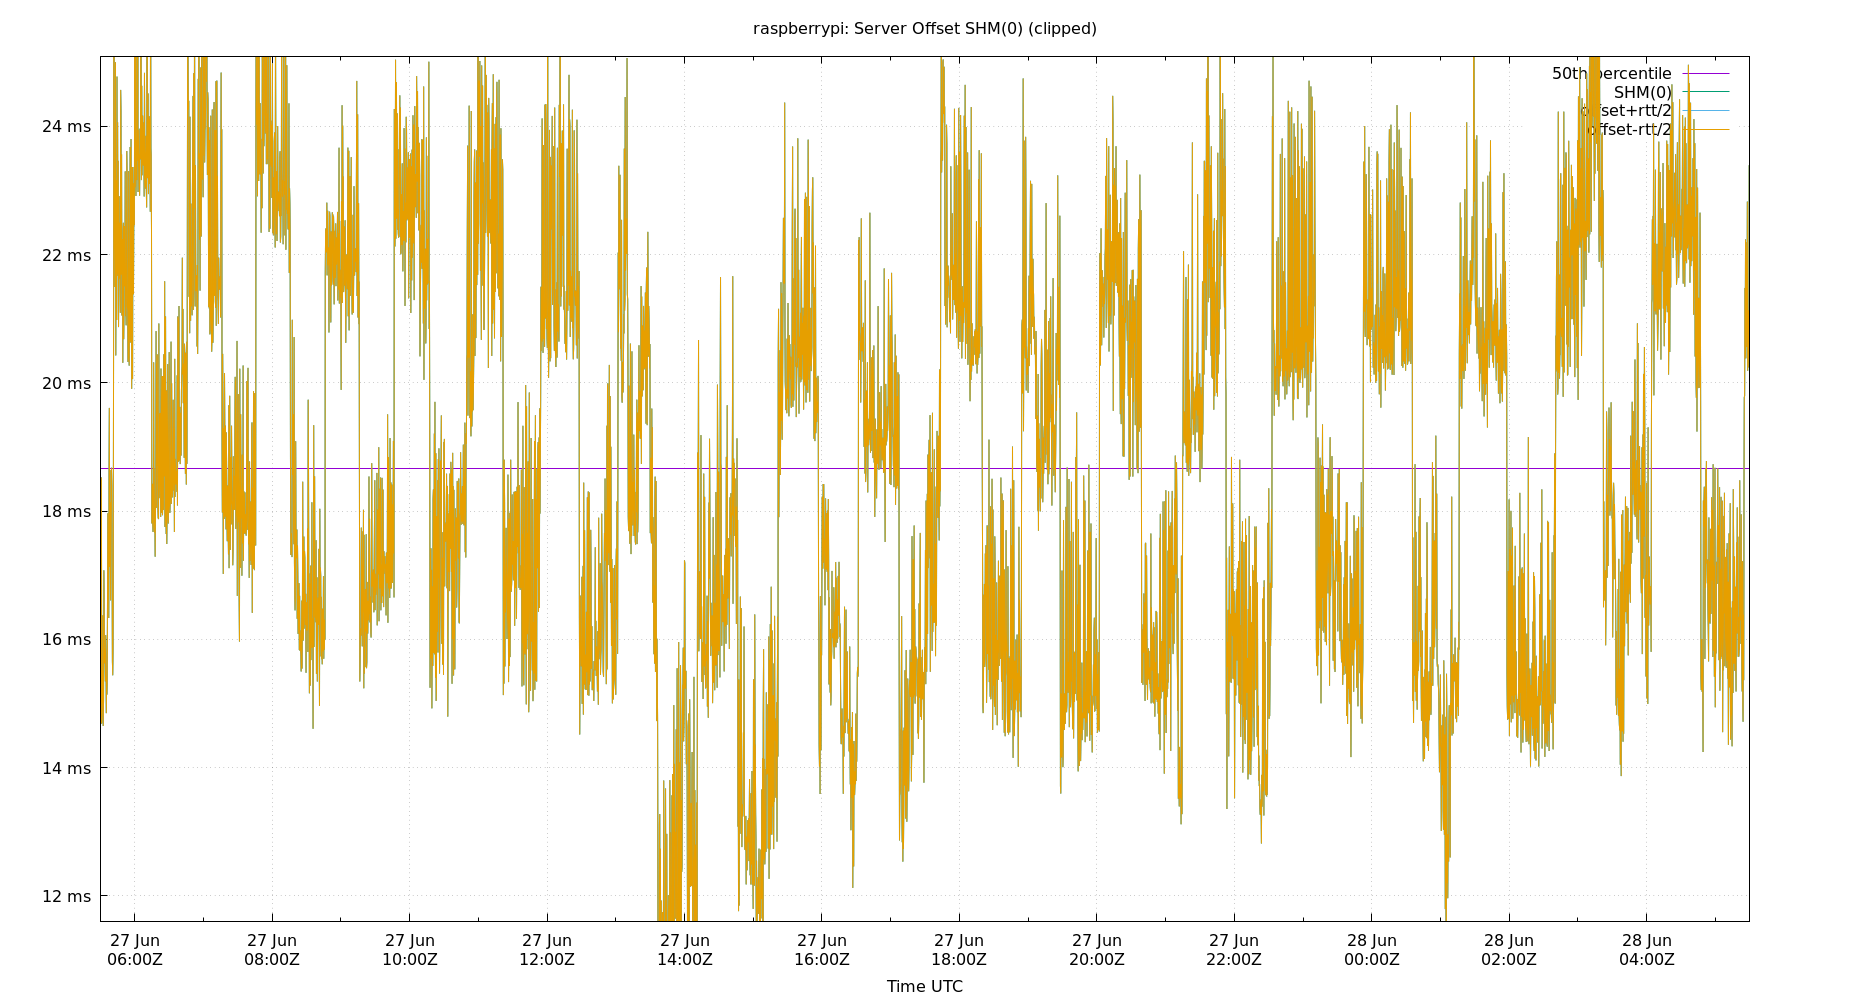 raspberrypi: Server Offset SHM(0) (clipped)
50th percentile
SHM(0)
offset+rtt/2
offset-rtt/2
24 ms
22 ms
20 ms
18 ms
16 ms
14 ms
12 ms
27 Jun 27 Jun 27 Jun 27 Jun 27 Jun 27 Jun 27 Jun 27 Jun 27 Jun 28 Jun 28 Jun 28 Jun
06:00Z 08:00Z 10:00Z 12:00Z 14:00Z 16:00Z 18:00Z 20:00Z 22:00Z 00:00Z 02:00Z 04:00Z
Time UTC